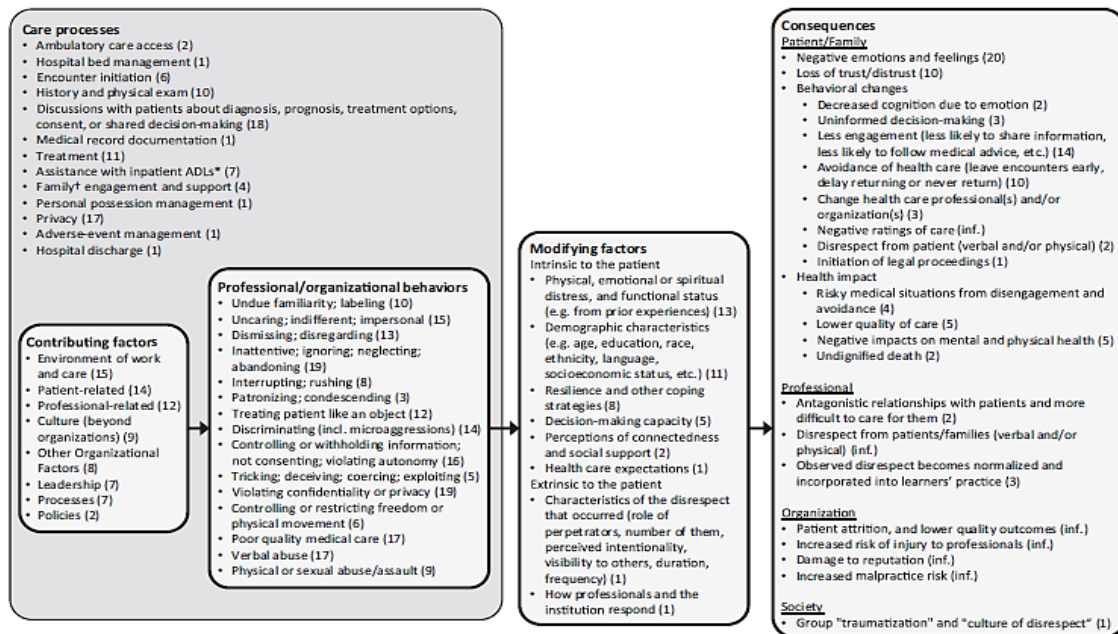 Care processes
• Ambulatory care access (2)
• Hospital bed management (1)
• Encounter initiation (6)
• History and physical exam (10)
• Discussions with patients about diagnosis, prognosis, treatment options,
consent, or shared decision-making (18)
• Medical record documentation (1)
• Treatment (11)
• Assistance with inpatient ADLs* (7)
• Family† engagement and support (4)
• Personal possession management (1)
• Privacy (17)
• Adverse-event management (1)
• Hospital discharge (1)
Contributing factors
• Environment of work
and care (15)
• Patient-related (14)
• Professional-related (12)
• Culture (beyond
organizations) (9)
• Other Organizational
Factors (8)
• Leadership (7)
• Processes (7)
• Policies (2)
Professional/organizational behaviors
• Undue familiarity; labeling (10)
• Uncaring; indifferent; impersonal (15)
• Dismissing; disregarding (13)
• Inattentive; ignoring; neglecting;
abandoning (19)
• Interrupting; rushing (8)
• Patronizing; condescending (3)
• Treating patient like an object (12)
• Discriminating (incl. microaggressions) (14)
• Controlling or withholding information;
not consenting; violating autonomy (16)
• Tricking; deceiving; coercing; exploiting (5)
• Violating confidentiality or privacy (19)
• Controlling or restricting freedom or
physical movement (6)
• Poor quality medical care (17)
• Verbal abuse (17)
• Physical or sexual abuse/assault (9)
Modifying factors
Intrinsic to the patient
• Physical, emotional or spiritual
distress, and functional status
(e.g. from prior experiences) (13)
• Demographic characteristics
(e.g. age, education, race,
ethnicity, language,
socioeconomic status, etc.) (11)
• Resilience and other coping
strategies (8)
• Decision-making capacity (5)
• Perceptions of connectedness
and social support (2)
• Health care expectations (1)
Extrinsic to the patient
• Characteristics of the disrespect
that occurred (role of
perpetrators, number of them,
perceived intentionality,
visibility to others, duration,
frequency) (1)
• How professionals and the
institution respond (1)
Consequences
Patient/Family
• Negative emotions and feelings (20)
• Loss of trust/distrust (10)
• Behavioral changes
• Decreased cognition due to emotion (2)
• Uninformed decision-making (3)
• Less engagement (less likely to share information,
less likely to follow medical advice, etc.) (14)
• Avoidance of health care (leave encounters early,
delay returning or never return) (10)
• Change health care professional(s) and/or
organization(s) (3)
• Negative ratings of care (inf.)
• Disrespect from patient (verbal and/or physical) (2)
• Initiation of legal proceedings (1)
• Health impact
• Risky medical situations from disengagement and
avoidance (4)
• Lower quality of care (5)
• Negative impacts on mental and physical health (5)
• Undignified death (2)
Professional
• Antagonistic relationships with patients and more
difficult to care for them (2)
• Disrespect from patients/families (verbal and/or
physical) (inf.)
• Observed disrespect becomes normalized and
incorporated into learners' practice (3)
Organization
• Patient attrition, and lower quality outcomes (inf.)
• Increased risk of injury to professionals (inf.)
• Damage to reputation (inf.)
• Increased malpractice risk (inf.)
Society
• Group "traumatization" and "culture of disrespect" (1)